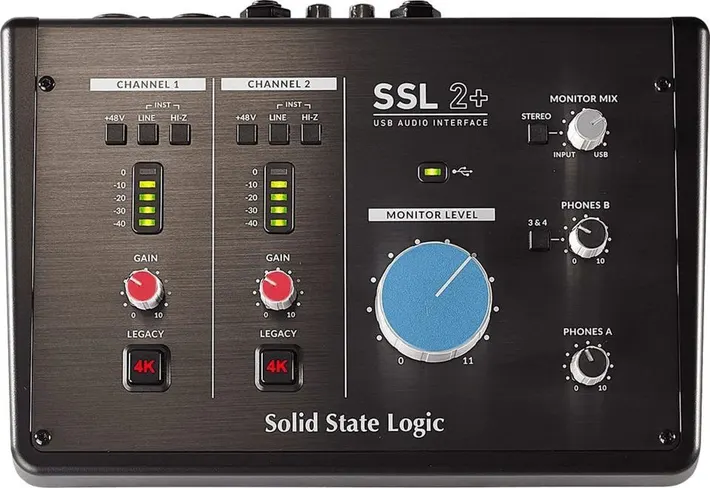 CHANNEL 1
CHANNEL 2
SSL 2+
USB AUDIO INTERFACE
MONITOR MIX
STEREO
INPUT USB
INST
+48V LINE HI-Z
INST
+48V LINE HI-Z
0
-10
-20
-30
-40
0
-10
-20
-30
-40
MONITOR LEVEL
0 11
PHONES B
3 & 4
0 10
GAIN
0 10
GAIN
0 10
PHONES A
0 10
LEGACY
4K
LEGACY
4K
Solid State Logic